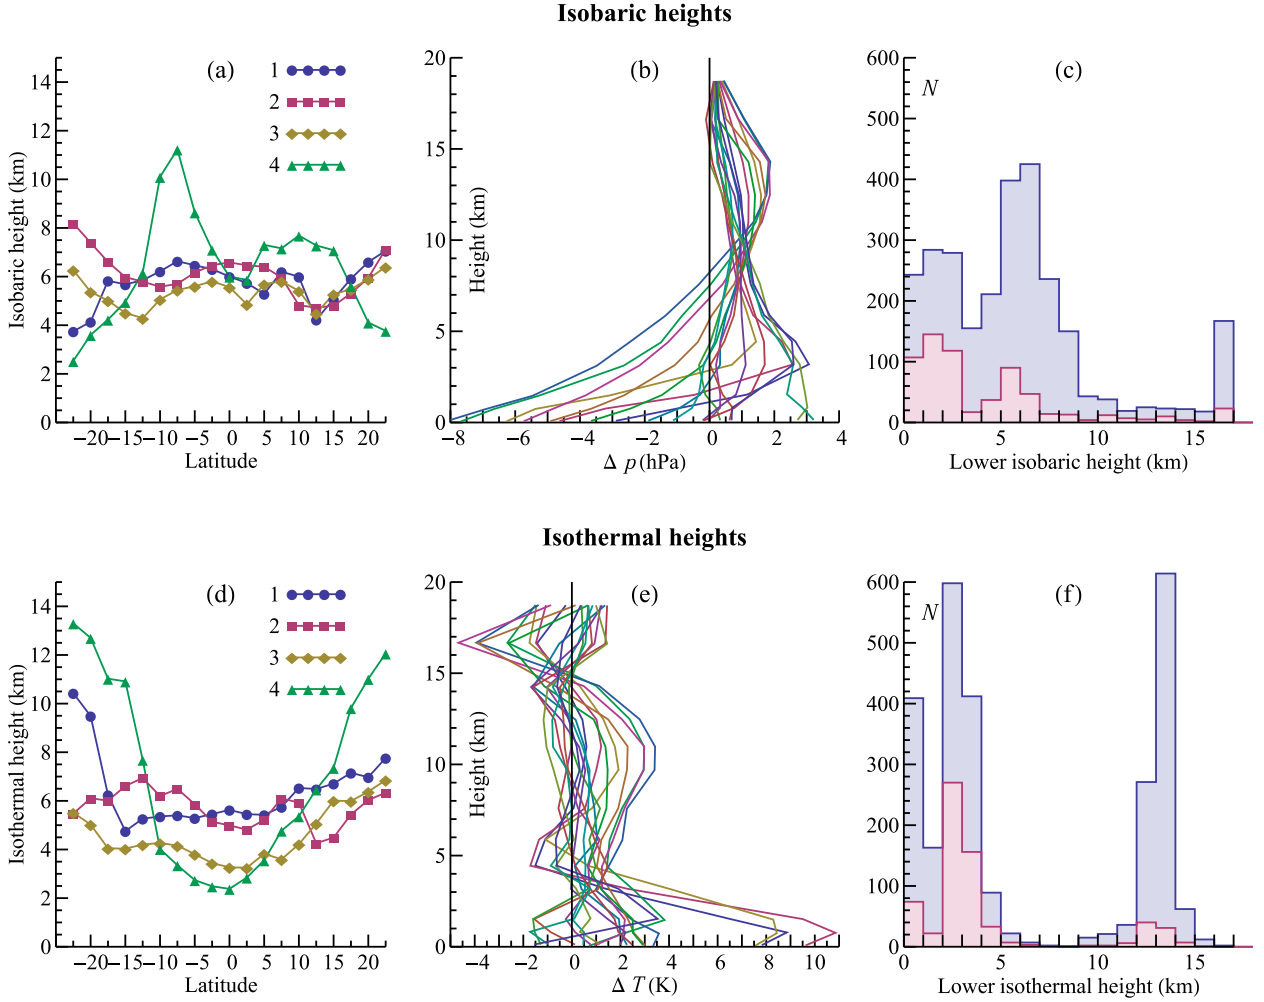 Isobaric heights
(a)
1
2
3
4
14
12
10
8
6
4
2
0
Isobaric height (km)
−20 −15 −10 −5 0 5 10 15 20
Latitude
(b)
20
15
10
5
0
Height (km)
−8 −6 −4 −2 0 2 4
Δ p (hPa)
(c)
N
600
500
400
300
200
100
0
0 5 10 15
Lower isobaric height (km)
Isothermal heights
(d)
1
2
3
4
14
12
10
8
6
4
2
0
Isothermal height (km)
−20 −15 −10 −5 0 5 10 15 20
Latitude
(e)
20
15
10
5
0
Height (km)
−4 −2 0 2 4 6 8 10
Δ T (K)
(f)
N
600
500
400
300
200
100
0
0 5 10 15
Lower isothermal height (km)